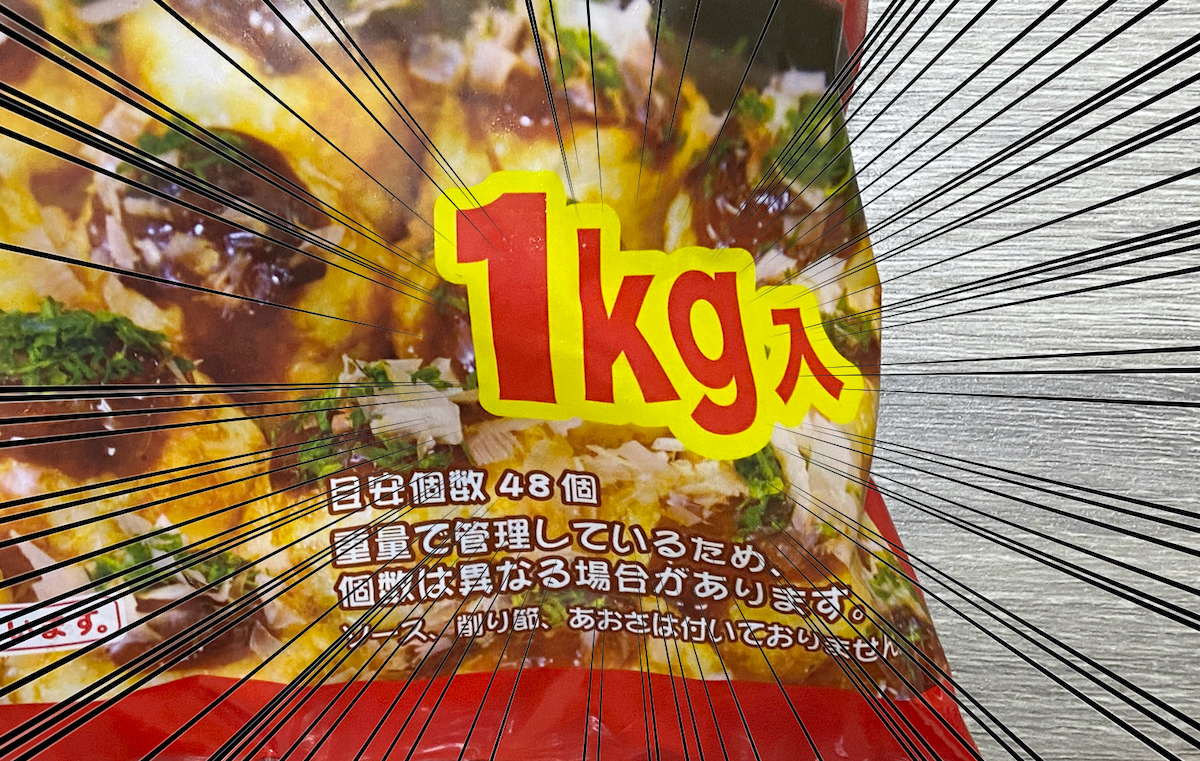 1kg入
目安個数 48個
重量で管理しているため、
個数は異なる場合があります。
ソース、削り節、あおさは付いておりません
います。